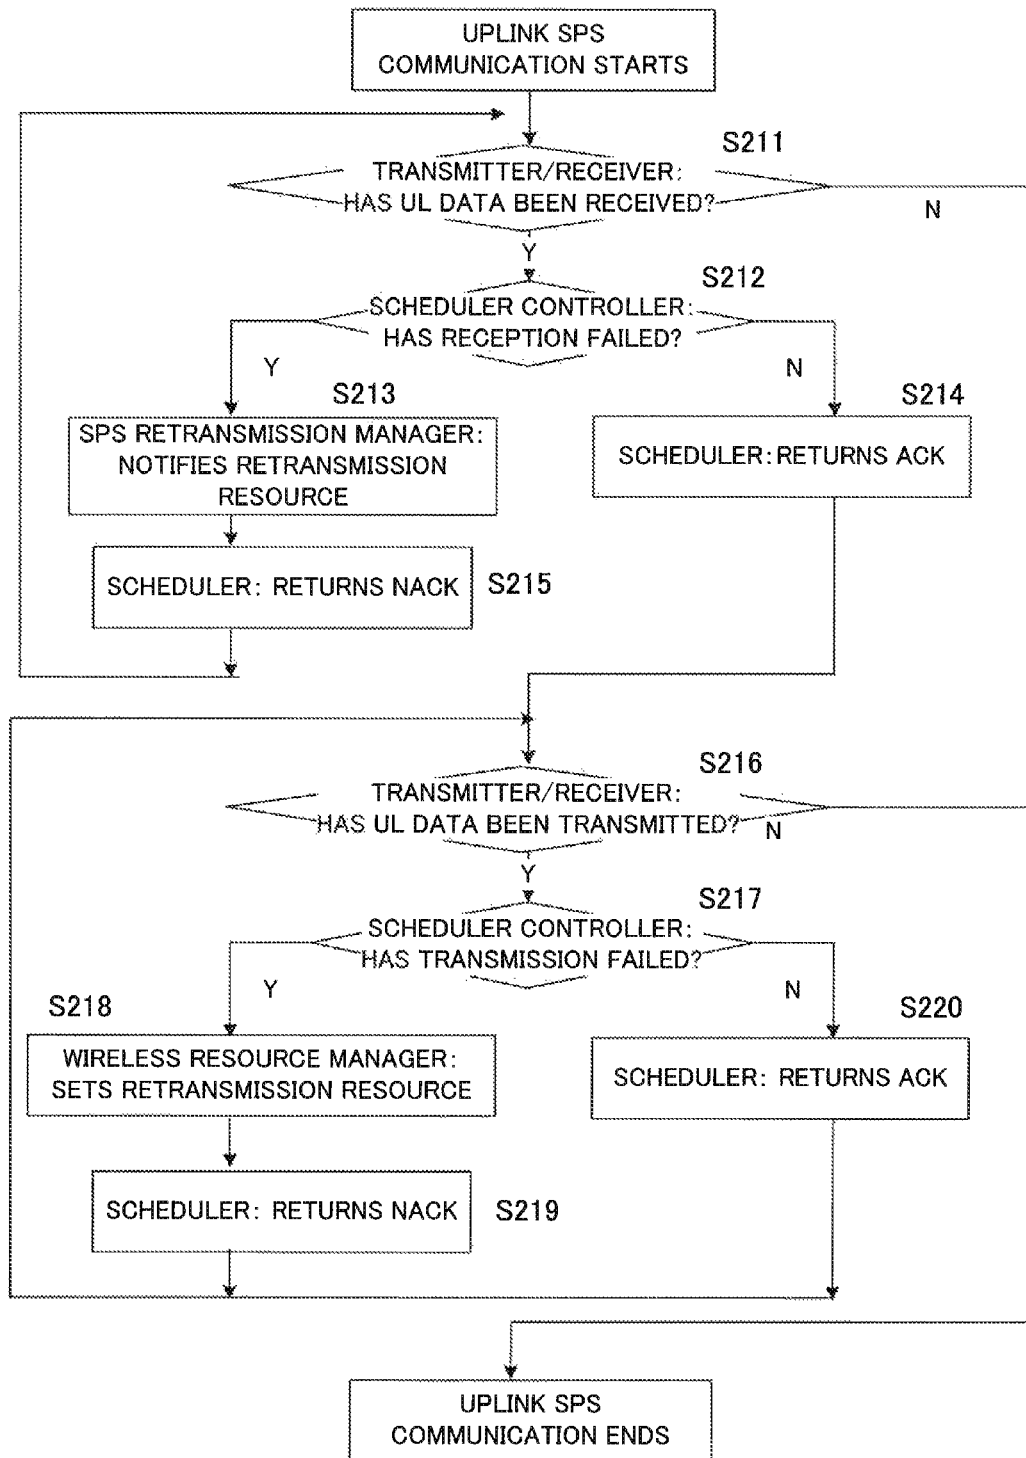 UPLINK SPS
COMMUNICATION STARTS
S211
TRANSMITTER/RECEIVER:
HAS UL DATA BEEN RECEIVED?
N
Y
S212
SCHEDULER CONTROLLER:
HAS RECEPTION FAILED?
Y
N
S213
S214
SPS RETRANSMISSION MANAGER:
NOTIFIES RETRANSMISSION
RESOURCE
SCHEDULER:RETURNS ACK
SCHEDULER: RETURNS NACK
S215
S216
TRANSMITTER/RECEIVER:
HAS UL DATA BEEN TRANSMITTED?
N
Y
S217
SCHEDULER CONTROLLER:
HAS TRANSMISSION FAILED?
Y
N
S218
S220
WIRELESS RESOURCE MANAGER:
SETS RETRANSMISSION RESOURCE
SCHEDULER: RETURNS ACK
SCHEDULER: RETURNS NACK
S219
UPLINK SPS
COMMUNICATION ENDS